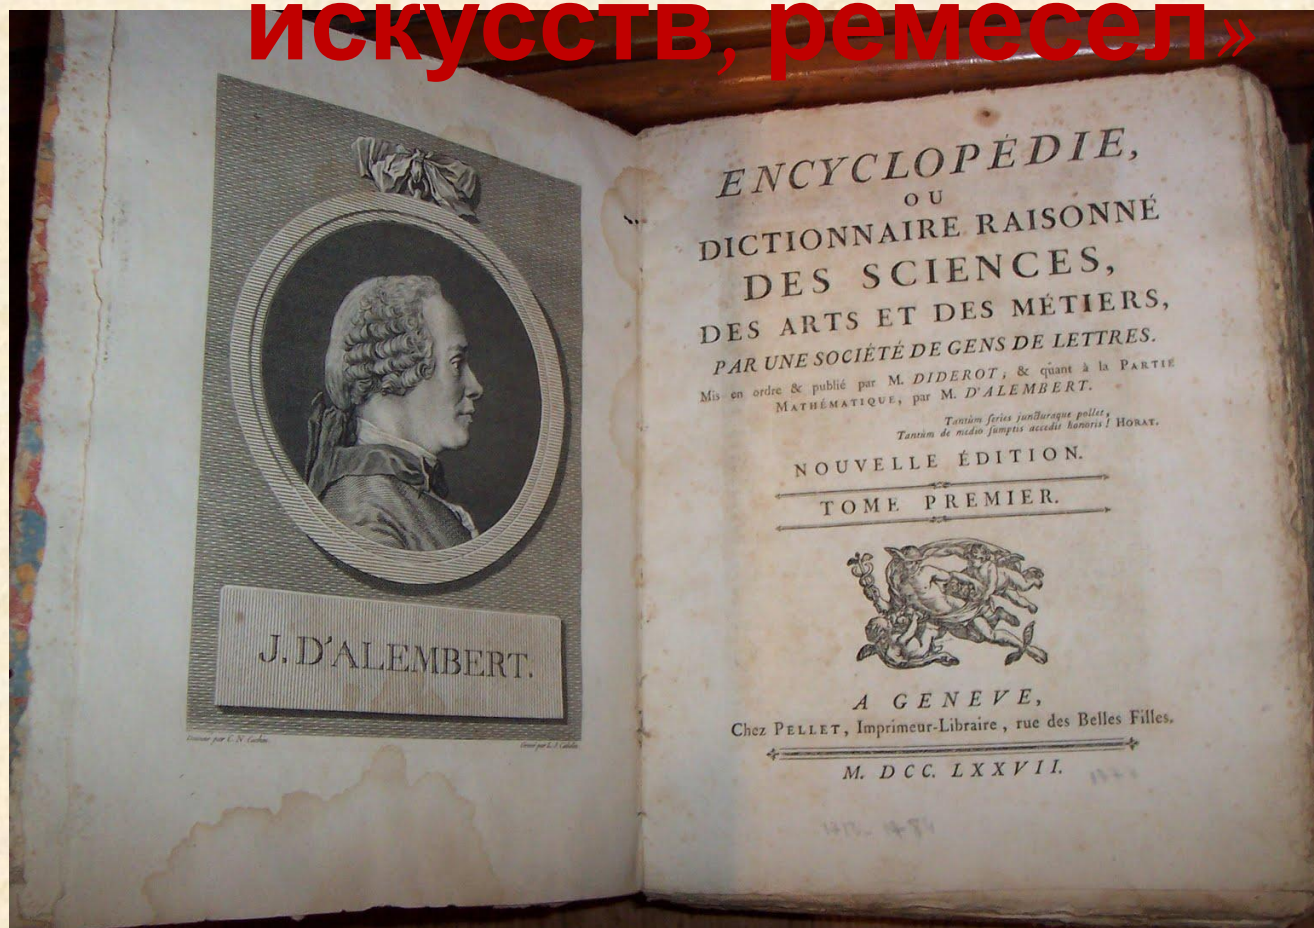 искусств, ремесел»
J. D'ALEMBERT.
par C. N. Cochin.
ENCYCLOPÉDIE,
OU
DICTIONNAIRE RAISONNÉ
DES SCIENCES,
DES ARTS ET DES MÉTIERS,
PAR UNE SOCIÉTÉ DE GENS DE LETTRES.
Mis en ordre & publié par M. DIDEROT, & quant à la PARTIE
MATHÉMATIQUE, par M. D'ALEMBERT.
Tantùm ſeries juncturaque pollet,
Tantùm de medio ſumptis accedit honoris ! HORAT.
NOUVELLE ÉDITION.
TOME PREMIER.
A GENEVE,
Chez PELLET, Imprimeur-Libraire, rue des Belles Filles.
M. DCC. LXXVII.